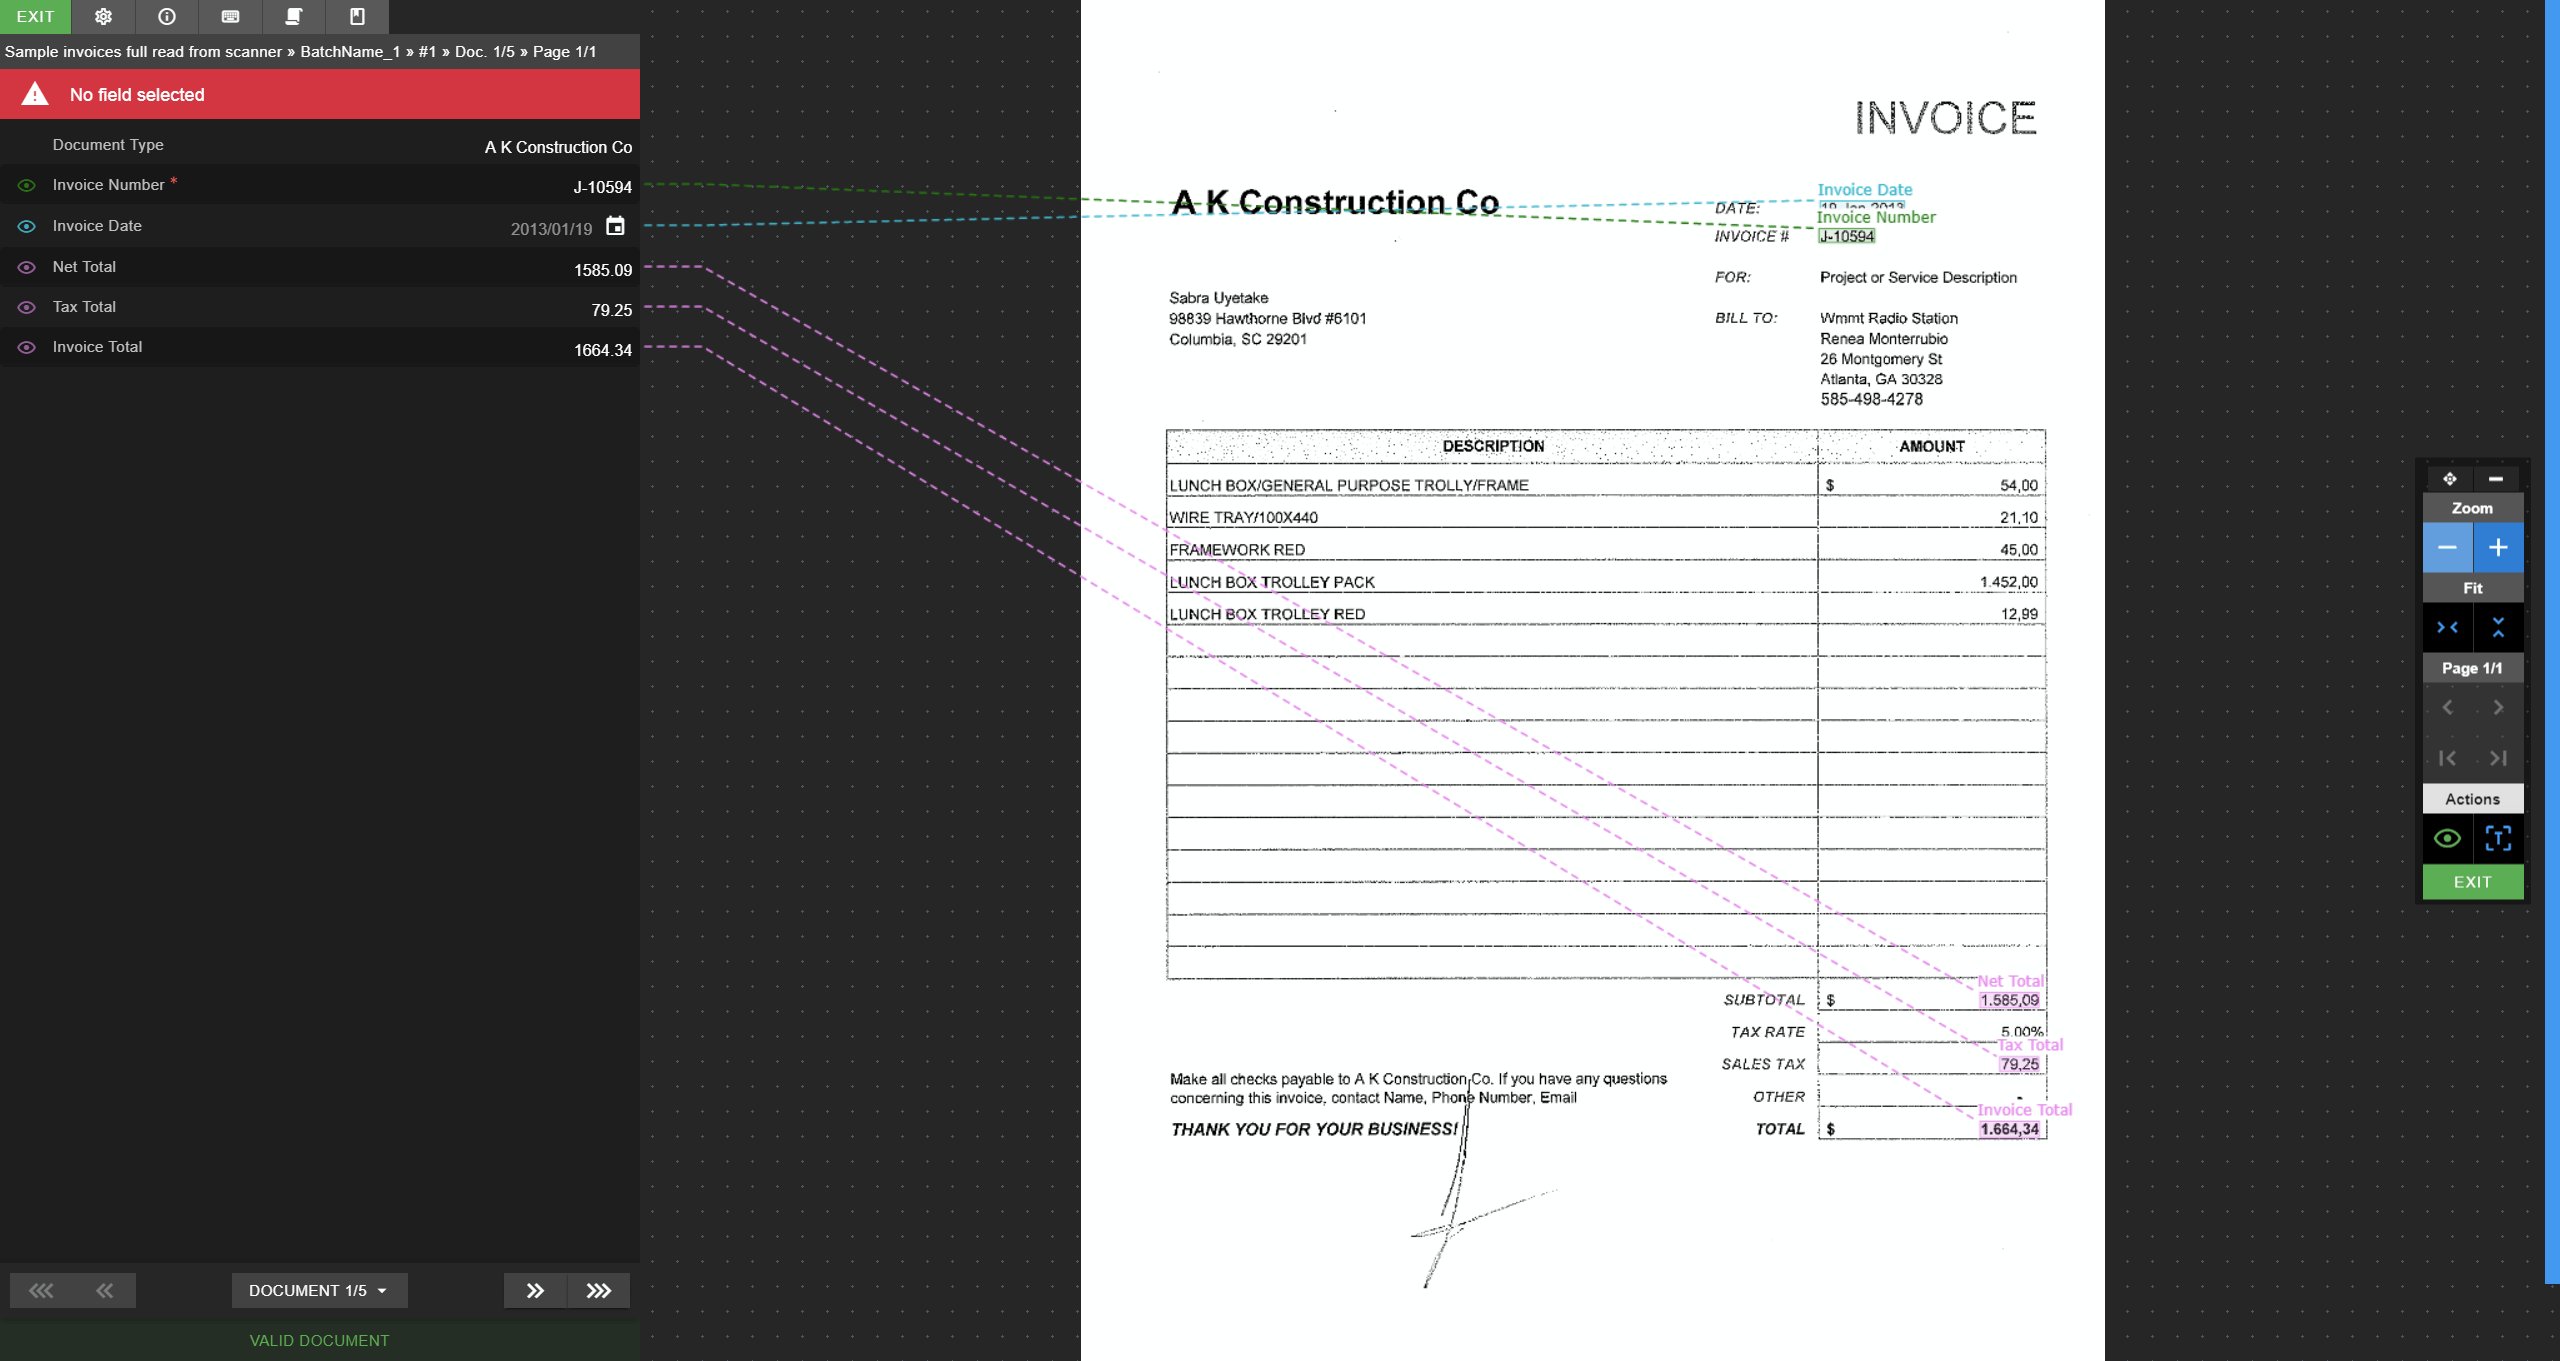 EXIT
Sample invoices full read from scanner » BatchName_1 » #1 » Doc. 1/5 » Page 1/1
No field selected
Document Type A K Construction Co
Invoice Number * J-10594
Invoice Date 2013/01/19
Net Total 1585.09
Tax Total 79.25
Invoice Total 1664.34
DOCUMENT 1/5
VALID DOCUMENT
INVOICE
A K Construction Co
Invoice Date
DATE:
Invoice Number
INVOICE # J-10594
FOR: Project or Service Description
Sabra Uyetake
98839 Hawthorne Blvd #6101
Columbia, SC 29201
BILL TO: Wmmt Radio Station
Renea Monterrubio
26 Montgomery St
Atlanta, GA 30328
585-498-4278
DESCRIPTION AMOUNT
LUNCH BOX/GENERAL PURPOSE TROLLY/FRAME $ 54,00
WIRE TRAY/100X440 21,10
FRAMEWORK RED 45,00
LUNCH BOX TROLLEY PACK 1.452,00
LUNCH BOX TROLLEY RED 12,99
Net Total
SUBTOTAL $ 1.585,09
TAX RATE 5.00%
Tax Total
SALES TAX 79,25
OTHER -
Invoice Total
TOTAL $ 1.664,34
Make all checks payable to A K Construction Co. If you have any questions
concerning this invoice, contact Name, Phone Number, Email
THANK YOU FOR YOUR BUSINESS!
Zoom
Fit
Page 1/1
Actions
EXIT